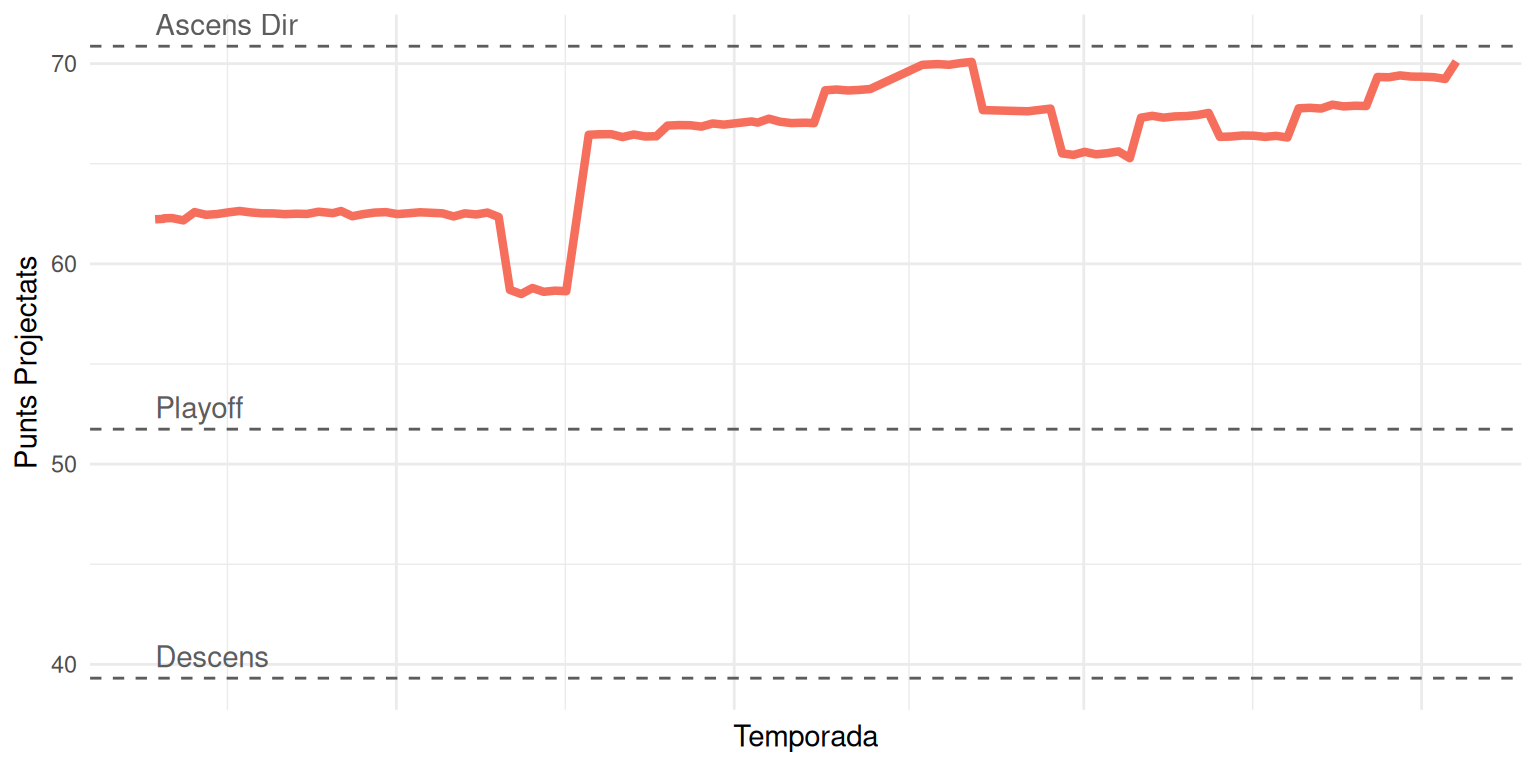 Ascens Dir
70
60
Playoff
50
Descens
40
Punts Projectats
Temporada